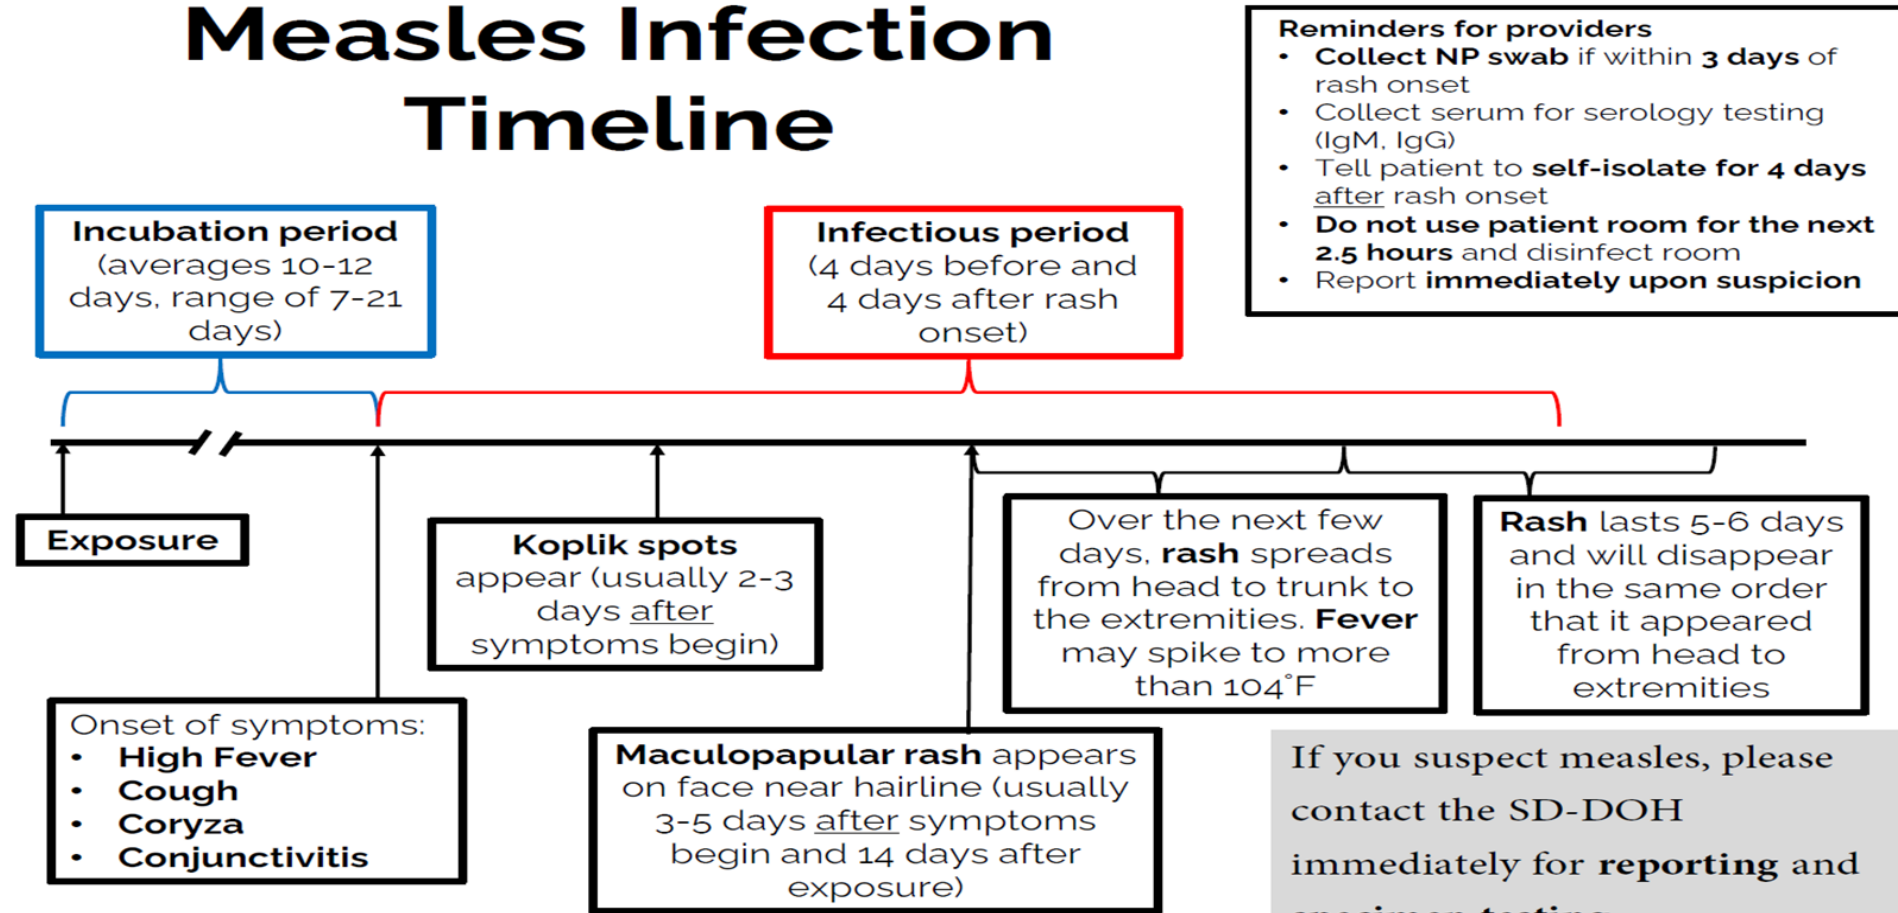 Measles Infection
Timeline
Reminders for providers
• Collect NP swab if within 3 days of
rash onset
• Collect serum for serology testing
(IgM, IgG)
• Tell patient to self-isolate for 4 days
after rash onset
• Do not use patient room for the next
2.5 hours and disinfect room
• Report immediately upon suspicion
Incubation period
(averages 10-12
days, range of 7-21
days)
Infectious period
(4 days before and
4 days after rash
onset)
Exposure
Onset of symptoms:
• High Fever
• Cough
• Coryza
• Conjunctivitis
Koplik spots
appear (usually 2-3
days after
symptoms begin)
Maculopapular rash appears
on face near hairline (usually
3-5 days after symptoms
begin and 14 days after
exposure)
Over the next few
days, rash spreads
from head to trunk to
the extremities. Fever
may spike to more
than 104°F
Rash lasts 5-6 days
and will disappear
in the same order
that it appeared
from head to
extremities
If you suspect measles, please
contact the SD-DOH
immediately for reporting and
specimen testing